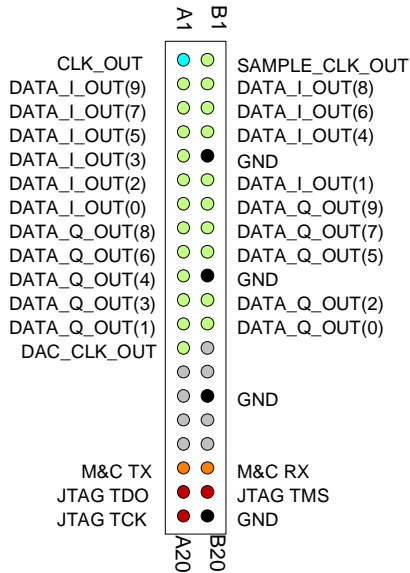 A1 B1
CLK_OUT SAMPLE_CLK_OUT
DATA_I_OUT(9) DATA_I_OUT(8)
DATA_I_OUT(7) DATA_I_OUT(6)
DATA_I_OUT(5) DATA_I_OUT(4)
DATA_I_OUT(3) GND
DATA_I_OUT(2) DATA_I_OUT(1)
DATA_I_OUT(0) DATA_Q_OUT(9)
DATA_Q_OUT(8) DATA_Q_OUT(7)
DATA_Q_OUT(6) DATA_Q_OUT(5)
DATA_Q_OUT(4) GND
DATA_Q_OUT(3) DATA_Q_OUT(2)
DATA_Q_OUT(1) DATA_Q_OUT(0)
DAC_CLK_OUT
GND
M&C TX M&C RX
JTAG TDO JTAG TMS
JTAG TCK GND
A20 B20